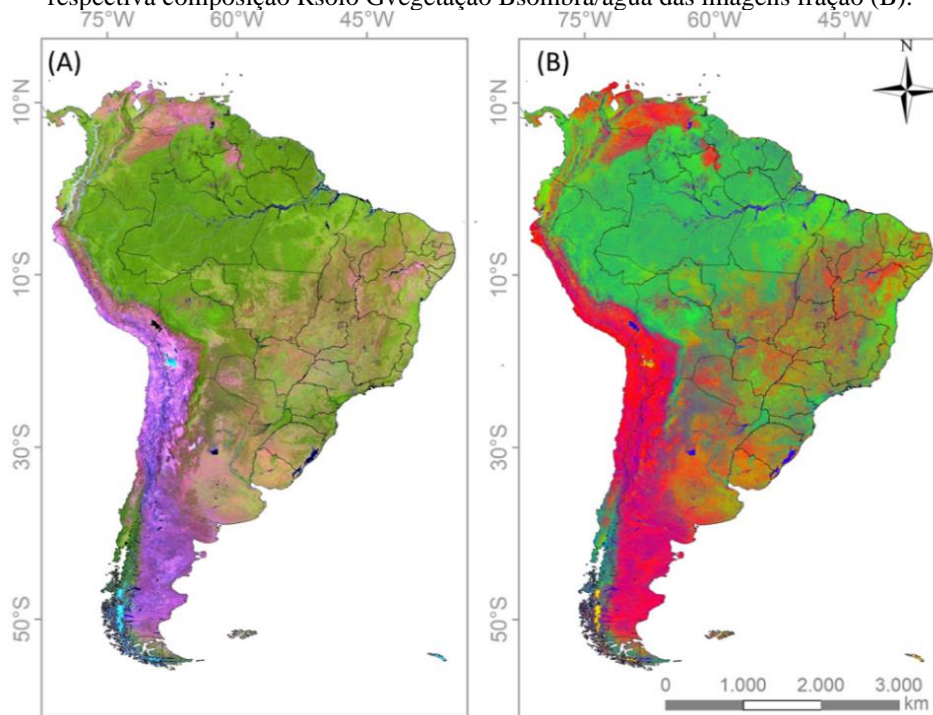 respectiva composição Rsolo Gvegetação Bsombra/água das imagens fração (B).
75°W 60°W 45°W 75°W 60°W 45°W
(A) (B) N
10°N 10°N
10°S 10°S
30°S 30°S
50°S 50°S
0 1.000 2.000 3.000
km